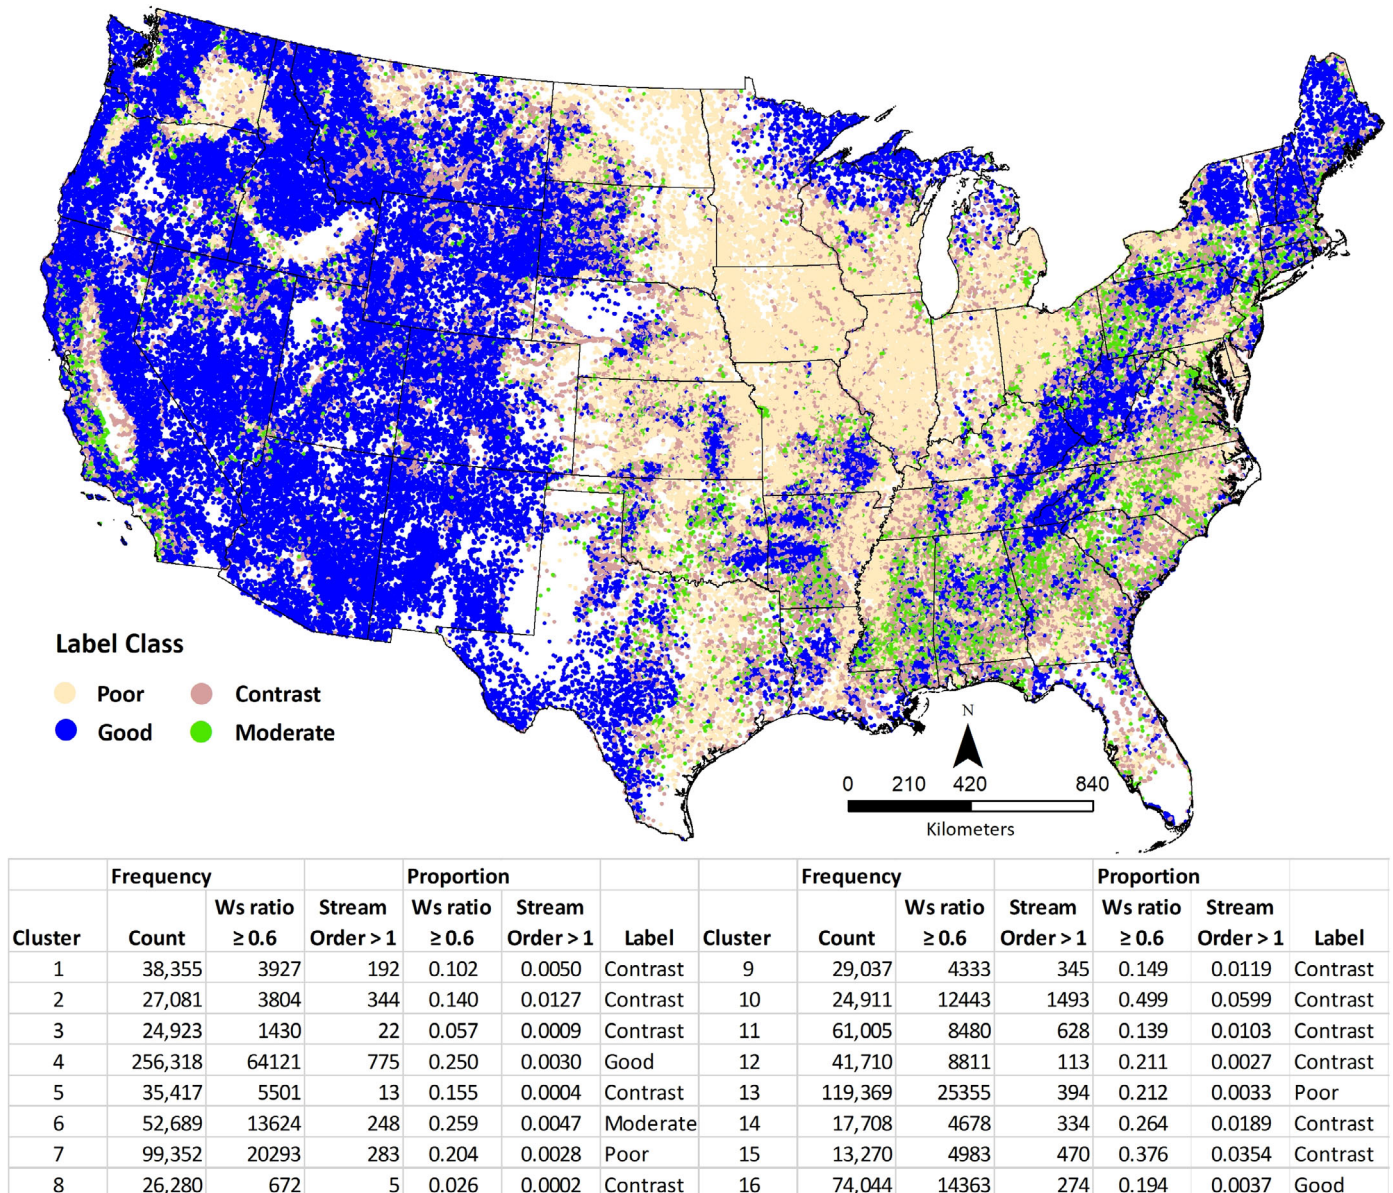 Label Class
Poor Contrast
Good Moderate
N
0 210 420 840
Kilometers
Frequency Proportion Frequency Proportion
Ws ratio Stream Ws ratio Stream Ws ratio Stream Ws ratio Stream
Cluster Count ≥ 0.6 Order > 1 ≥ 0.6 Order > 1 Label Cluster Count ≥ 0.6 Order > 1 ≥ 0.6 Order > 1 Label
1 38,355 3927 192 0.102 0.0050 Contrast 9 29,037 4333 345 0.149 0.0119 Contrast
2 27,081 3804 344 0.140 0.0127 Contrast 10 24,911 12443 1493 0.499 0.0599 Contrast
3 24,923 1430 22 0.057 0.0009 Contrast 11 61,005 8480 628 0.139 0.0103 Contrast
4 256,318 64121 775 0.250 0.0030 Good 12 41,710 8811 113 0.211 0.0027 Contrast
5 35,417 5501 13 0.155 0.0004 Contrast 13 119,369 25355 394 0.212 0.0033 Poor
6 52,689 13624 248 0.259 0.0047 Moderate 14 17,708 4678 334 0.264 0.0189 Contrast
7 99,352 20293 283 0.204 0.0028 Poor 15 13,270 4983 470 0.376 0.0354 Contrast
8 26,280 672 5 0.026 0.0002 Contrast 16 74,044 14363 274 0.194 0.0037 Good